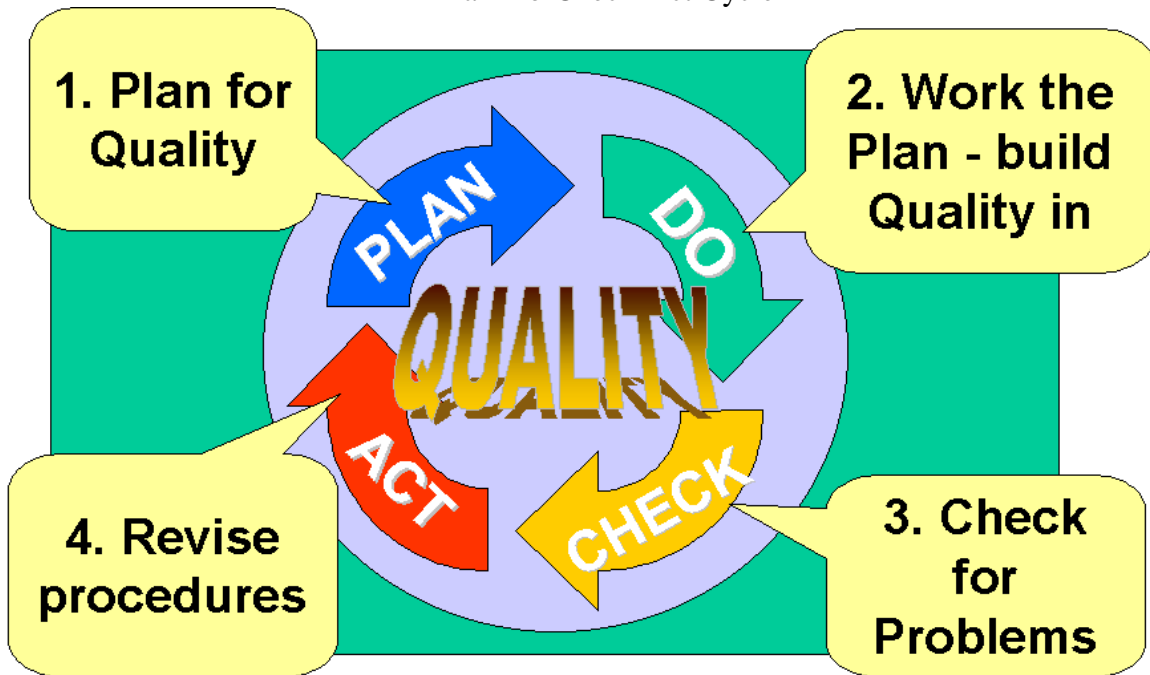 1. Plan for
Quality
2. Work the
Plan - build
Quality in
PLAN
DO
QUALITY
ACT
CHECK
4. Revise
procedures
3. Check
for
Problems